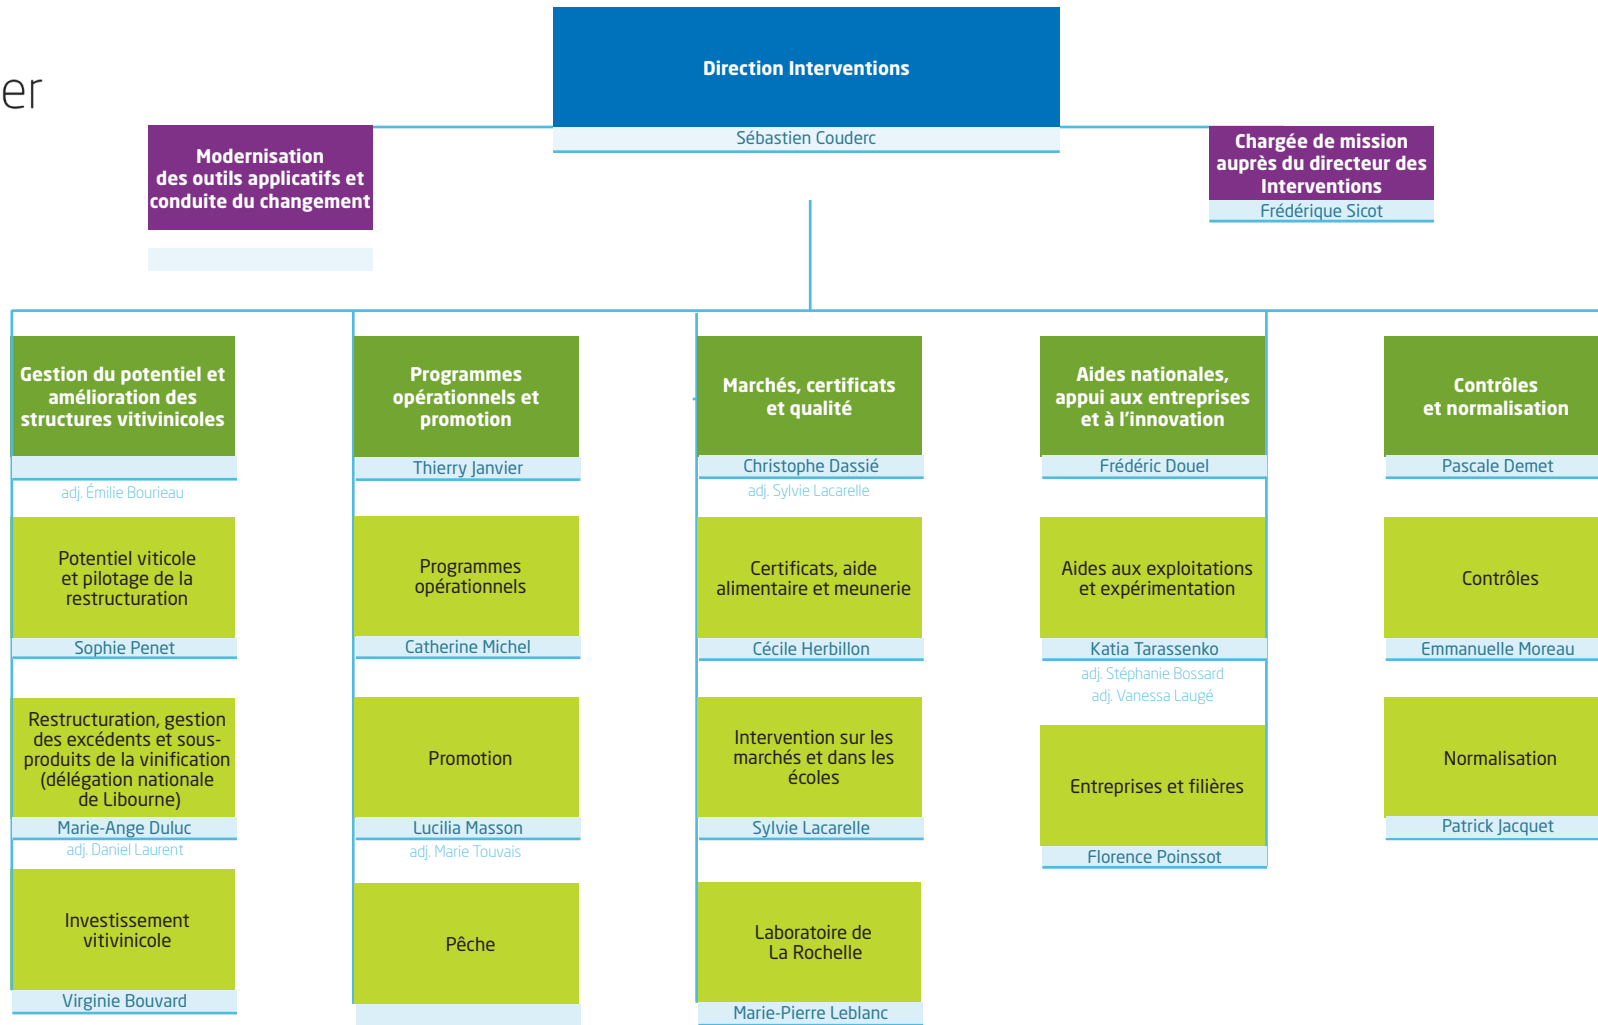 er
Direction Interventions
Sébastien Couderc
Modernisation
des outils applicatifs et
conduite du changement
Chargée de mission
auprès du directeur des
Interventions
Frédérique Sicot
Gestion du potentiel et
amélioration des
structures vitivinicoles
adj. Émilie Bourieau
Potentiel viticole
et pilotage de la
restructuration
Sophie Penet
Restructuration, gestion
des excédents et sous-
produits de la vinification
(délégation nationale
de Libourne)
Marie-Ange Duluc
adj. Daniel Laurent
Investissement
vitivinicole
Virginie Bouvard
Programmes
opérationnels et
promotion
Thierry Janvier
Programmes
opérationnels
Catherine Michel
Promotion
Lucilia Masson
adj. Marie Touvais
Pêche
Marchés, certificats
et qualité
Christophe Dassié
adj. Sylvie Lacarelle
Certificats, aide
alimentaire et meunerie
Cécile Herbillon
Intervention sur les
marchés et dans les
écoles
Sylvie Lacarelle
Laboratoire de
La Rochelle
Marie-Pierre Leblanc
Aides nationales,
appui aux entreprises
et à l'innovation
Frédéric Douel
Aides aux exploitations
et expérimentation
Katia Tarassenko
adj. Stéphanie Bossard
adj. Vanessa Laugé
Entreprises et filières
Florence Poinssot
Contrôles
et normalisation
Pascale Demet
Contrôles
Emmanuelle Moreau
Normalisation
Patrick Jacquet